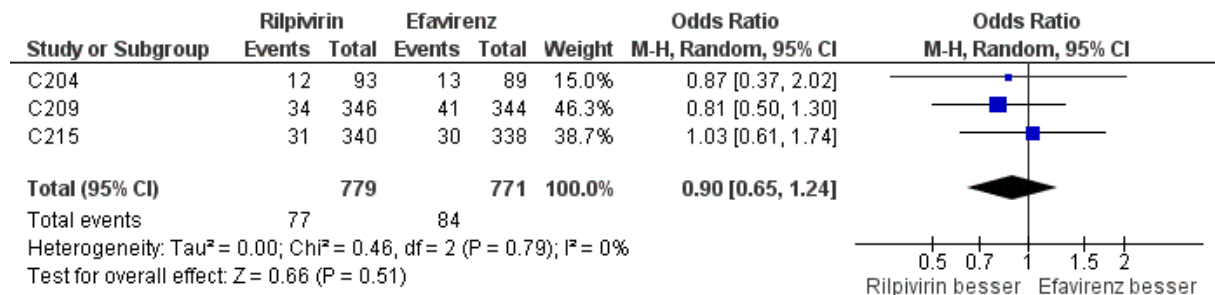 Rilpivirin Efavirenz Odds Ratio Odds Ratio
Study or Subgroup Events Total Events Total Weight M-H, Random, 95% CI M-H, Random, 95% CI
C204 12 93 13 89 15.0% 0.87 [0.37, 2.02]
C209 34 346 41 344 46.3% 0.81 [0.50, 1.30]
C215 31 340 30 338 38.7% 1.03 [0.61, 1.74]
Total (95% CI) 779 771 100.0% 0.90 [0.65, 1.24]
Total events 77 84
Heterogeneity: Tau² = 0.00; Chi² = 0.46, df = 2 (P = 0.79); I² = 0%
Test for overall effect: Z = 0.66 (P = 0.51)
0.5 0.7 1 1.5 2
Rilpivirin besser Efavirenz besser